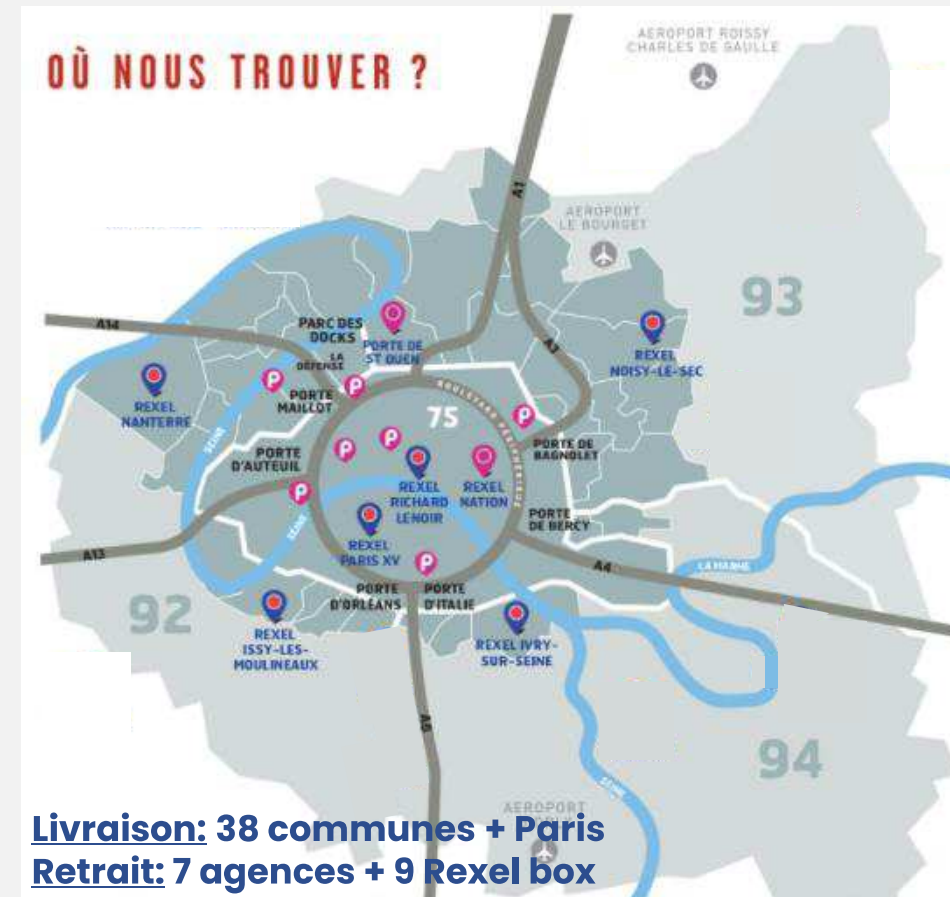 OÙ NOUS TROUVER ?
AEROPORT ROISSY
CHARLES DE GAULLE
A1
AEROPORT
LE BOURGET
93
A14
PARC DES
DOCKS
PORTE DE
ST OUEN
A3
LA
DÉFENSE
REXEL
NOISY-LE-SEC
REXEL
NANTERRE
PORTE
MAILLOT
BOULEVARD PÉRIPHÉRIQUE
75
SEINE
PORTE
D'AUTEUIL
PORTE DE
BAGNOLET
REXEL
RICHARD
LENOIR
REXEL
NATION
SEINE
PORTE
DE BERCY
REXEL
PARIS XV
A13
A4
LA MARNE
PORTE
D'ORLÉANS
PORTE
D'ITALIE
92
REXEL
ISSY-LES-
MOULINEAUX
REXEL IVRY-
SUR-SEINE
A6
94
SEINE
AEROPORT
Livraison: 38 communes + Paris
Retrait: 7 agences + 9 Rexel box